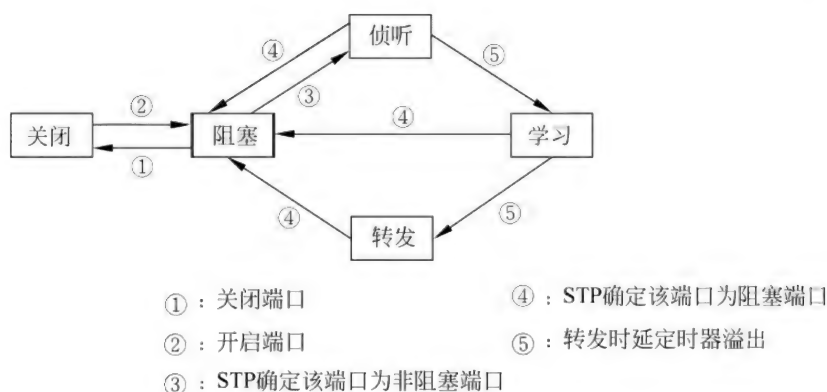 侦听
④
⑤
③
②
④
关闭
阻塞
学习
①
④
⑤
转发
①：关闭端口
④：STP确定该端口为阻塞端口
②：开启端口
⑤：转发时延定时器溢出
③：STP确定该端口为非阻塞端口